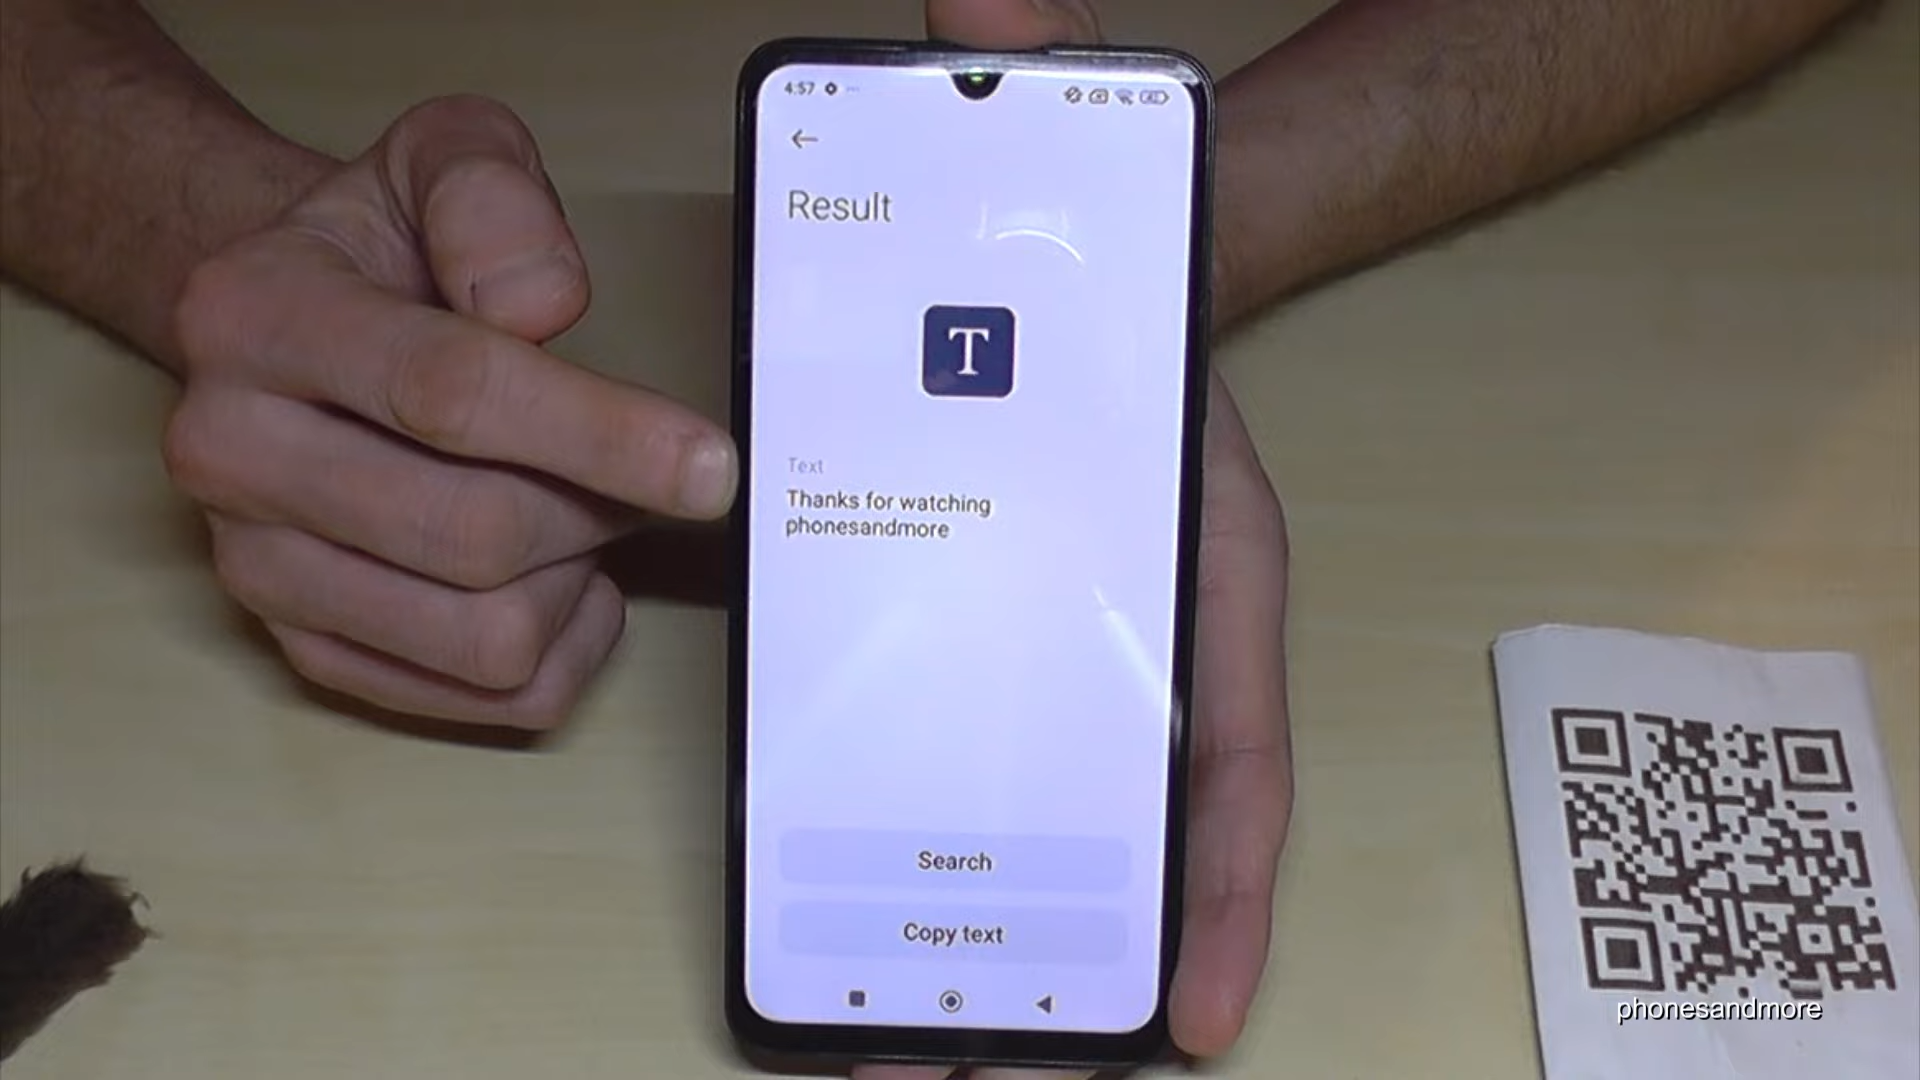 4:57
Result
T
Text
Thanks for watching
phonesandmore
Search
Copy text
phonesandmore